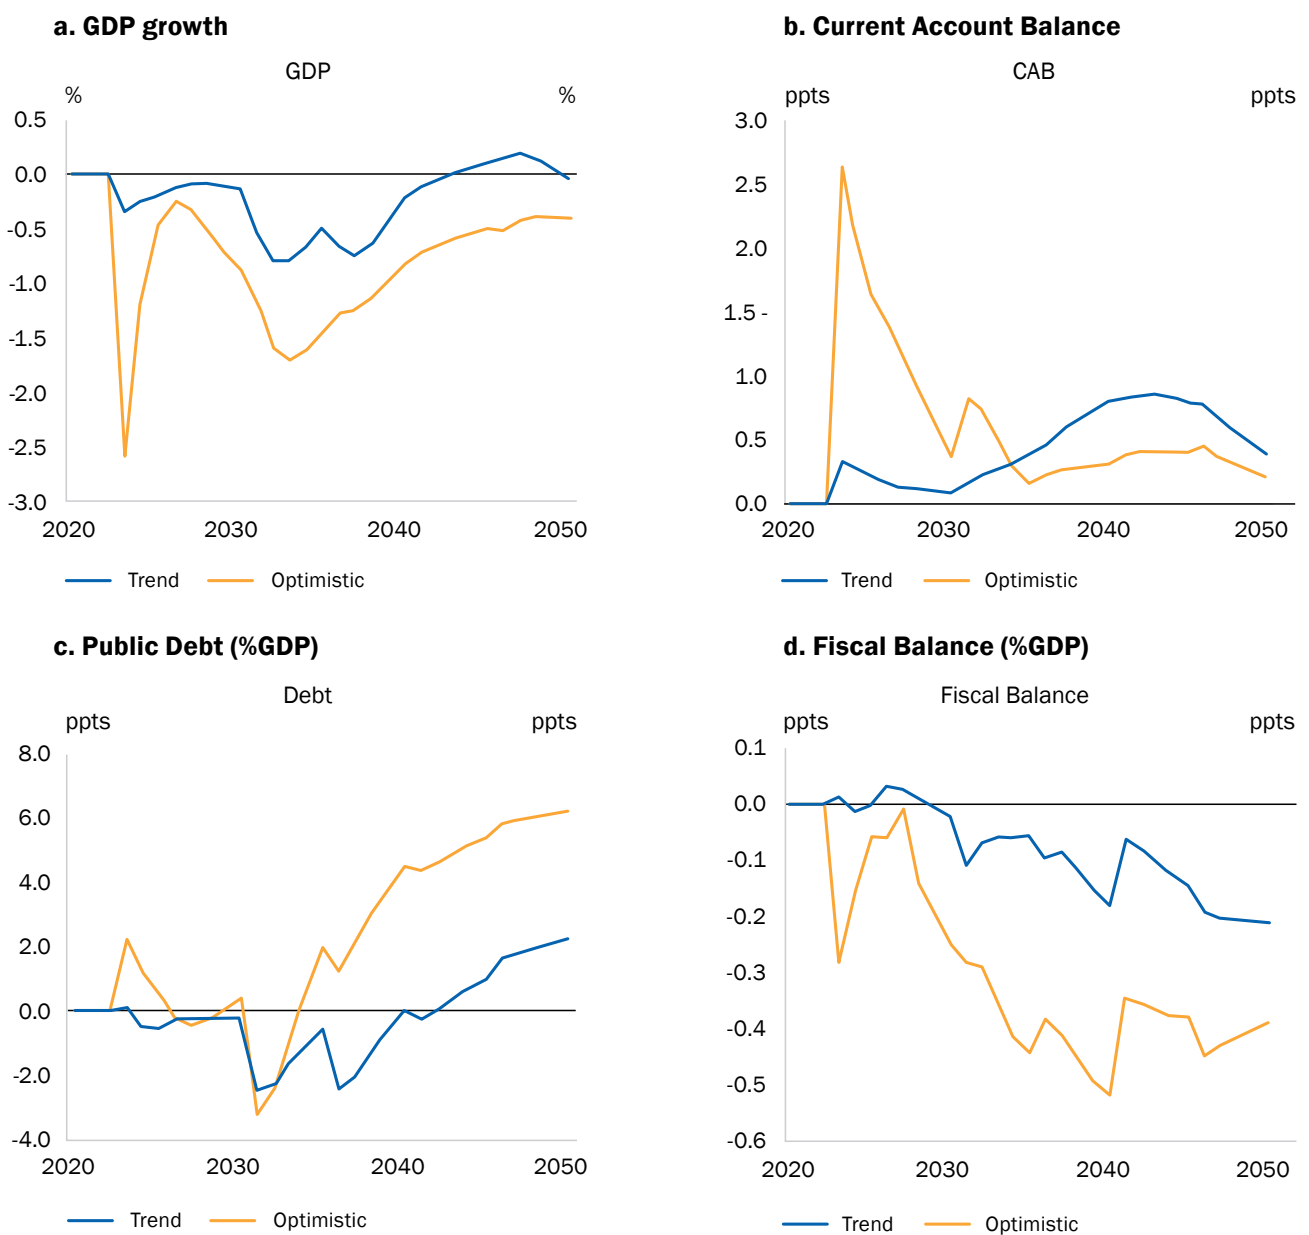 a. GDP growth
GDP
% %
0.5
0.0
-0.5
-1.0
-1.5
-2.0
-2.5
-3.0
2020 2030 2040 2050
Trend Optimistic
b. Current Account Balance
CAB
ppts ppts
3.0
2.5
2.0
1.5 -
1.0
0.5
0.0
2020 2030 2040 2050
Trend Optimistic
c. Public Debt (%GDP)
Debt
ppts ppts
8.0
6.0
4.0
2.0
0.0
-2.0
-4.0
2020 2030 2040 2050
Trend Optimistic
d. Fiscal Balance (%GDP)
Fiscal Balance
ppts ppts
0.1
0.0
-0.1
-0.2
-0.3
-0.4
-0.5
-0.6
2020 2030 2040 2050
Trend Optimistic